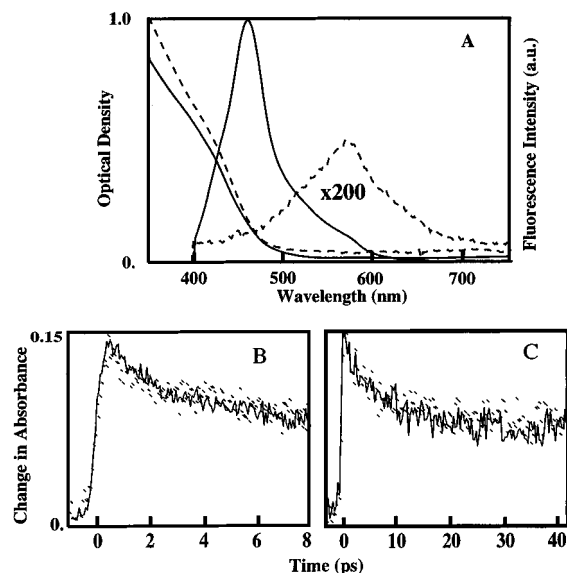 1.0
A
Optical Density
Fluorescence Intensity (a.u.)
x200
0.
400 500 600 700
Wavelength (nm)
0.15
B
C
Change in Absorbance
0.
0 2 4 6 8
0 10 20 30 40
Time (ps)